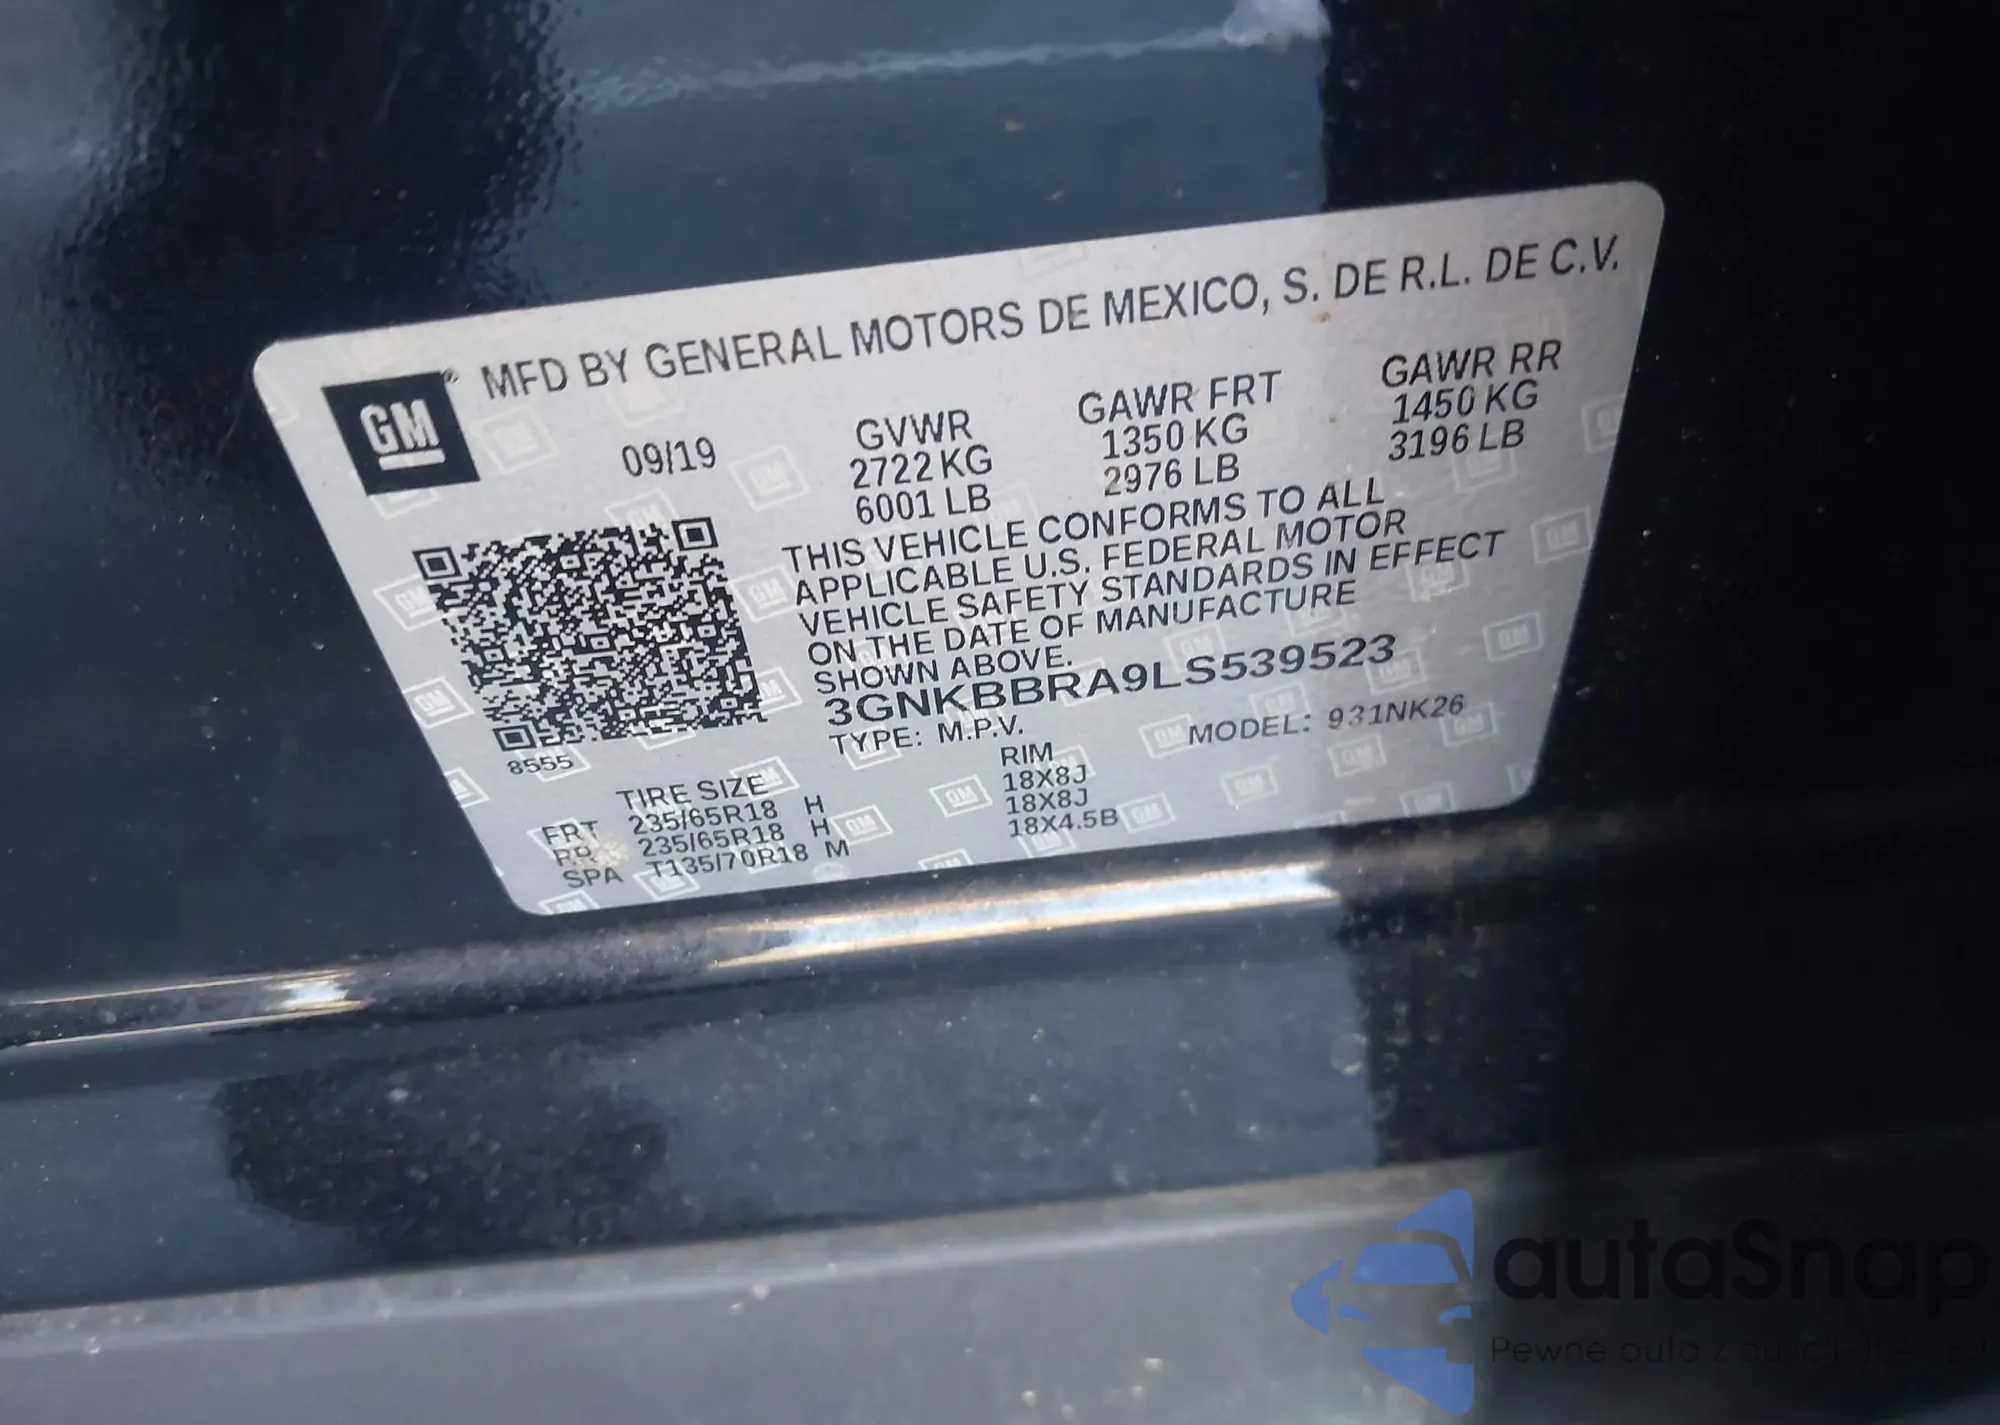 MFD BY GENERAL MOTORS DE MEXICO, S. DE R.L. DE C.V.
GM
09/19
GVWR GAWR FRT GAWR RR
2722 KG 1350 KG 1450 KG
6001 LB 2976 LB 3196 LB
THIS VEHICLE CONFORMS TO ALL
APPLICABLE U.S. FEDERAL MOTOR
VEHICLE SAFETY STANDARDS IN EFFECT
ON THE DATE OF MANUFACTURE
SHOWN ABOVE.
3GNKBBRA9LS539523
TYPE: M.P.V. MODEL: 931NK26
8555
TIRE SIZE RIM
FRT 235/65R18 H 18X8J
RR 235/65R18 H 18X8J
SPA T135/70R18 M 18X4.5B
autaSnap
Pewne auta z